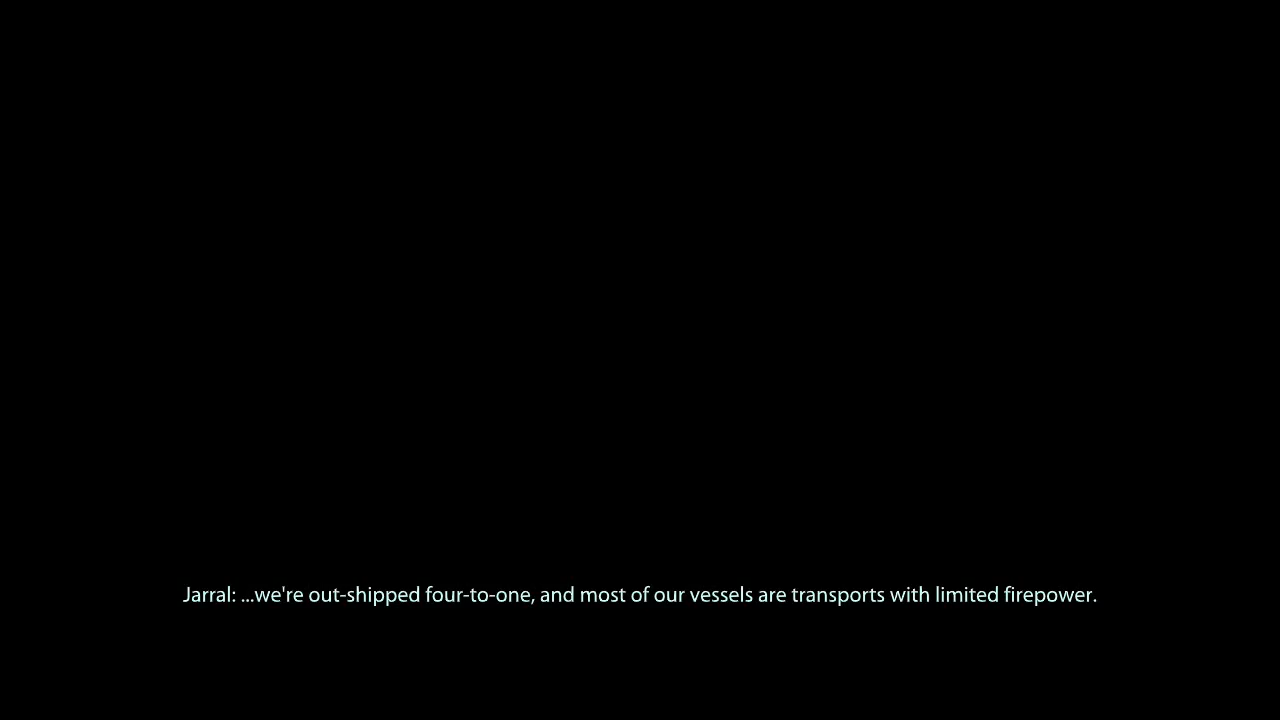 Jarral: ...we're out-shipped four-to-one, and most of our vessels are transports with limited firepower.